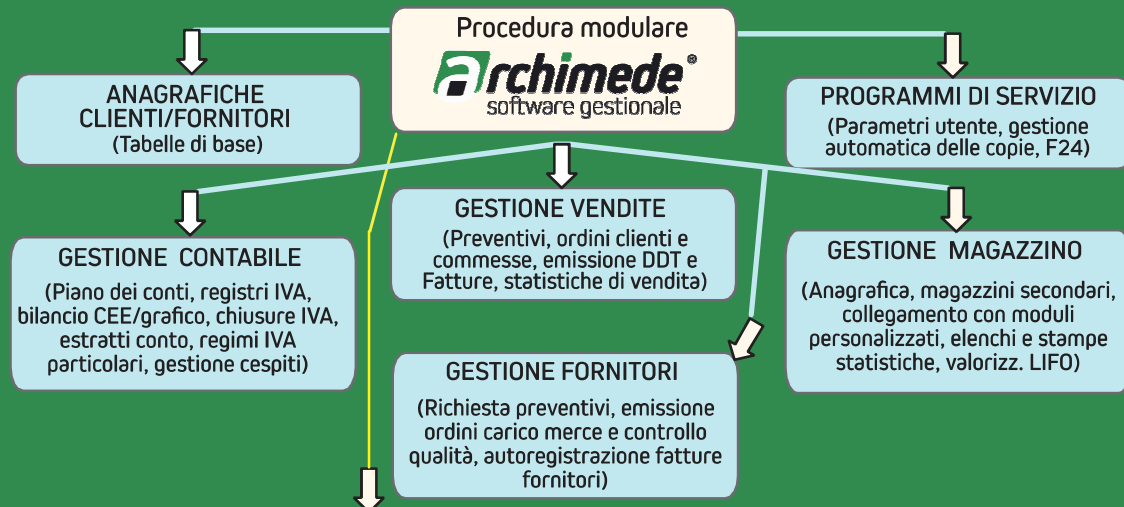 Procedura modulare
archimede®
software gestionale
ANAGRAFICHE
CLIENTI/FORNITORI
(Tabelle di base)
PROGRAMMI DI SERVIZIO
(Parametri utente, gestione
automatica delle copie, F24)
GESTIONE CONTABILE
(Piano dei conti, registri IVA,
bilancio CEE/grafico, chiusure IVA,
estratti conto, regimi IVA
particolari, gestione cespiti)
GESTIONE VENDITE
(Preventivi, ordini clienti e
commesse, emissione DDT e
Fatture, statistiche di vendita)
GESTIONE MAGAZZINO
(Anagrafica, magazzini secondari,
collegamento con moduli
personalizzati, elenchi e stampe
statistiche, valorizz. LIFO)
GESTIONE FORNITORI
(Richiesta preventivi, emissione
ordini carico merce e controllo
qualità, autoregistrazione fatture
fornitori)